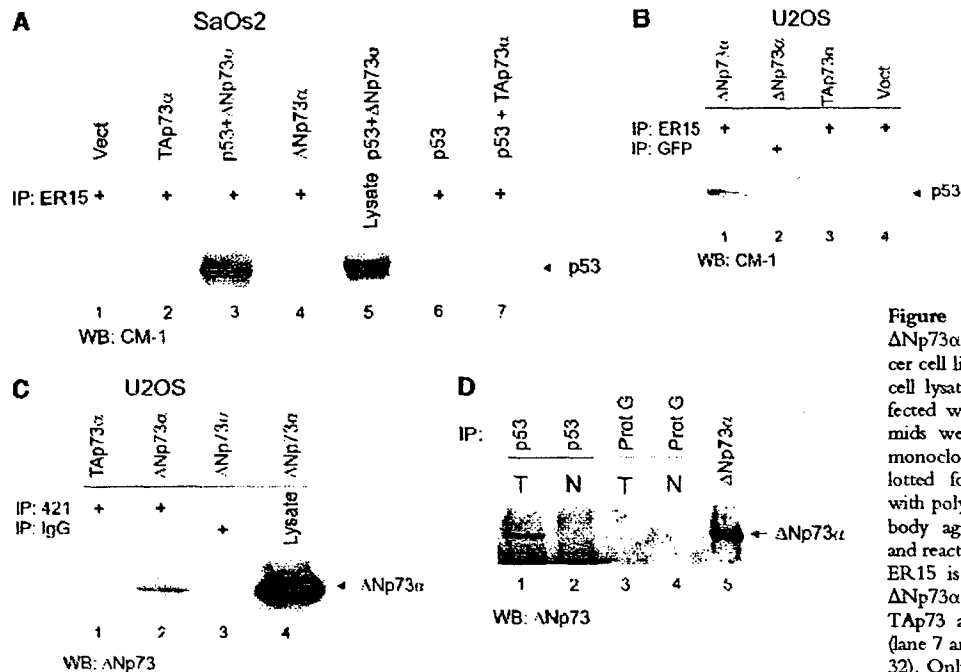 A
SaOs2
Vect
TAp73α
p53+ΔNp73α
ΔNp73α
Lysate p53+ΔNp73α
p53
p53 + TAp73α
IP: ER15 + + + + + +
p53
1 2 3 4 5 6 7
WB: CM-1
B
U2OS
ΔNp73α
ΔNp73α
TAp73α
Vect
IP: ER15 + + +
IP: GFP +
p53
1 2 3 4
WB: CM-1
C
U2OS
TAp73α
ΔNp73α
ΔNp73α
Lysate ΔNp73α
IP: 421 + +
IP: IgG +
ΔNp73α
1 2 3 4
WB: ΔNp73
D
IP:
p53
p53
Prot G
Prot G
ΔNp73α
T N T N
ΔNp73α
1 2 3 4 5
WB: ΔNp73
Figure
ΔNp73α
cer cell li
cell lysat
fected w
mids we
monoclo
lotted fo
with poly
body ag
and react
ER15 is
ΔNp73α
TAp73 a
(lane 7 an
32). Onl